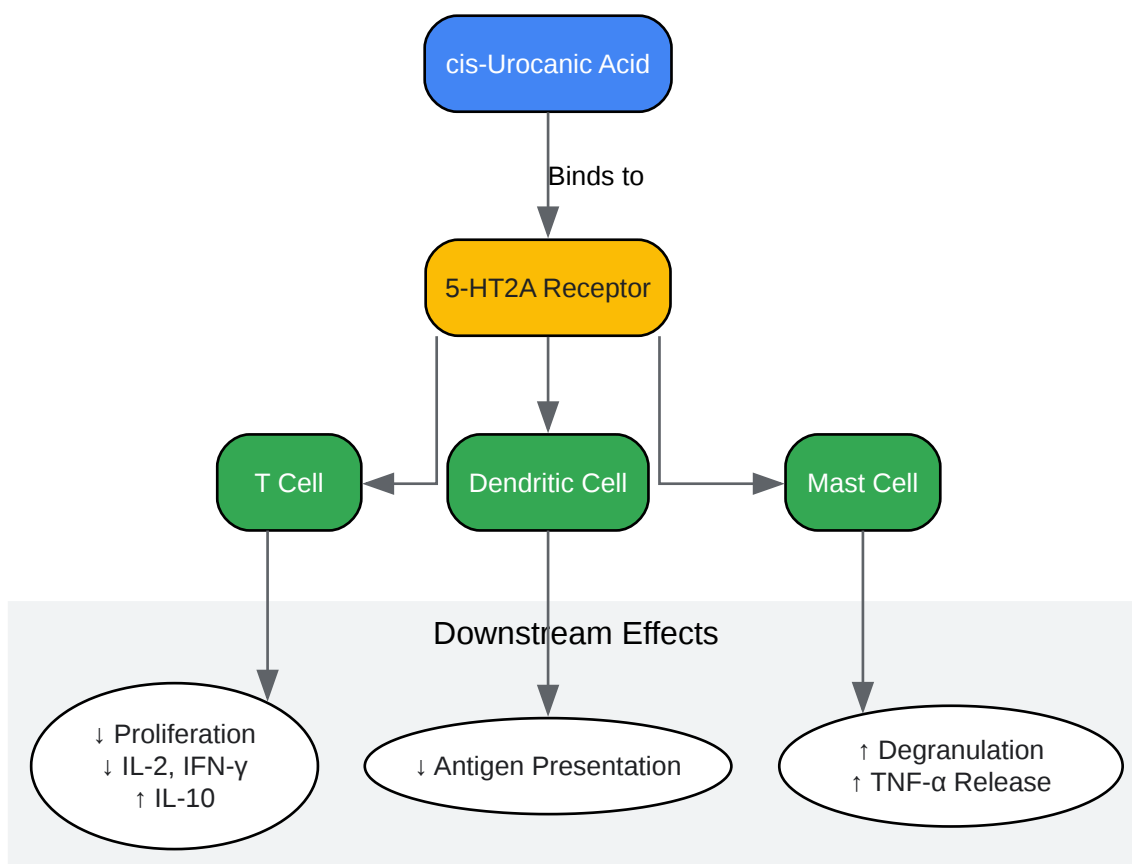 cis-Urocanic Acid
Binds to
5-HT2A Receptor
T Cell
Dendritic Cell
Mast Cell
Downstream Effects
↓ Proliferation
↓ IL-2, IFN-γ
↑ IL-10
↓ Antigen Presentation
↑ Degranulation
↑ TNF-α Release